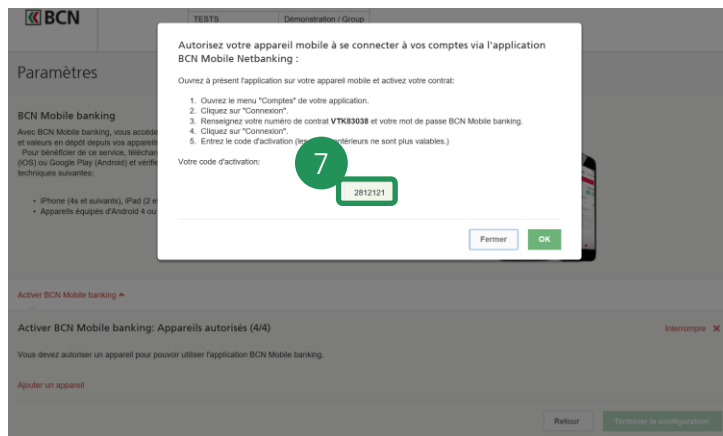 BCN
TESTS Démonstration / Group
Paramètres
BCN Mobile banking
Avec BCN Mobile banking, vous accède
et valeurs en dépôt depuis vos appareils
Pour bénéficier de ce service, téléchar
(iOS) ou Google Play (Android) et vérifie
techniques suivantes:
• iPhone (4s et suivants), iPad (2 et
• Appareils équipés d'Android 4 ou
Autorisez votre appareil mobile à se connecter à vos comptes via l'application
BCN Mobile Netbanking :
Ouvrez à présent l'application sur votre appareil mobile et activez votre contrat:
1. Ouvrez le menu "Comptes" de votre application.
2. Cliquez sur "Connexion".
3. Renseignez votre numéro de contrat VTK83038 et votre mot de passe BCN Mobile banking.
4. Cliquez sur "Connexion".
5. Entrez le code d'activation (les antérieurs ne sont plus valables.)
Votre code d'activation:
7
2812121
Fermer OK
Activer BCN Mobile banking
Activer BCN Mobile banking: Appareils autorisés (4/4)
Interrompre X
Vous devez autoriser un appareil pour pouvoir utiliser l'application BCN Mobile banking.
Ajouter un appareil
Retour Terminer la configuration